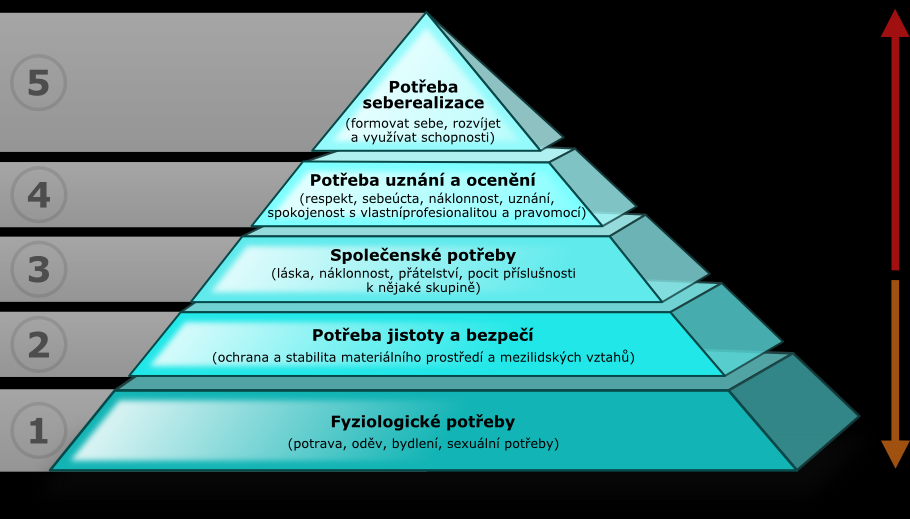 5
Potřeba
seberealizace
(formovat sebe, rozvíjet
a využívat schopnosti)
4
Potřeba uznání a ocenění
(respekt, sebeúcta, náklonnost, uznání,
spokojenost s vlastníprofesionalitou a pravomocí)
3
Společenské potřeby
(láska, náklonnost, přátelství, pocit příslušnosti
k nějaké skupině)
2
Potřeba jistoty a bezpečí
(ochrana a stabilita materiálního prostředí a mezilidských vztahů)
1
Fyziologické potřeby
(potrava, oděv, bydlení, sexuální potřeby)